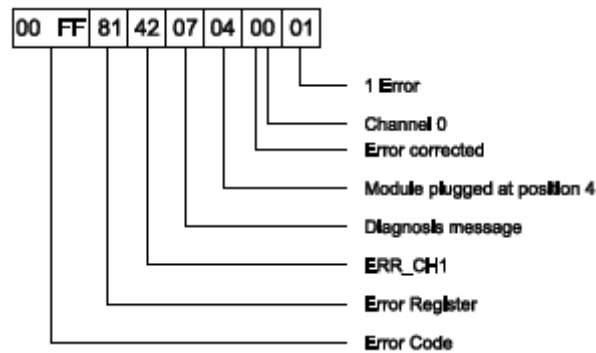 00 FF 81 42 07 04 00 01
1 Error
Channel 0
Error corrected
Module plugged at position 4
Diagnosis message
ERR_CH1
Error Register
Error Code